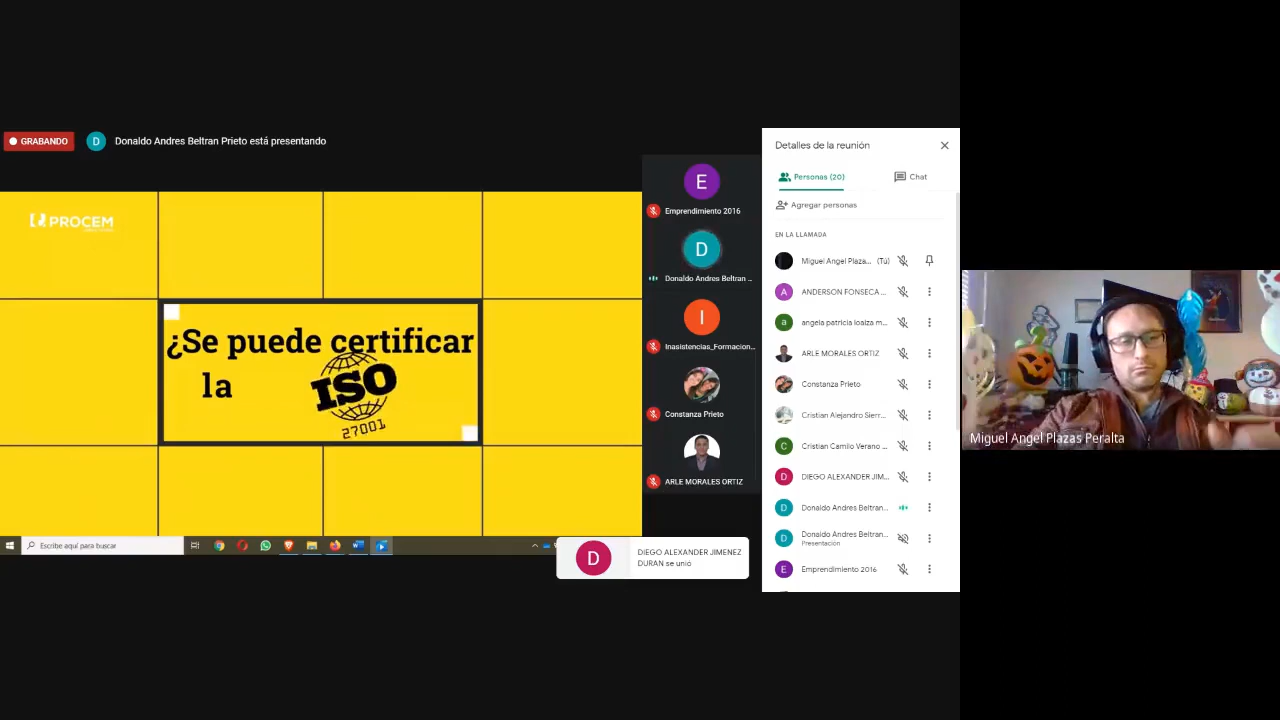 GRABANDO
D
Donaldo Andres Beltran Prieto está presentando
PROCEM
¿Se puede certificar
la
ISO
27001
Escribe aquí para buscar
E
Emprendimiento 2016
D
Donaldo Andres Beltran ...
I
Inasistencias_Formacion...
Constanza Prieto
ARLE MORALES ORTIZ
D
DIEGO ALEXANDER JIMENEZ
DURAN se unió
Detalles de la reunión
Personas (20)
Chat
Agregar personas
EN LA LLAMADA
Miguel Angel Plaza... (Tú)
A
ANDERSON FONSECA ...
a
angela patricia loaiza m...
ARLE MORALES ORTIZ
Constanza Prieto
Cristian Alejandro Sierr...
C
Cristian Camilo Verano ...
D
DIEGO ALEXANDER JIM...
D
Donaldo Andres Beltran...
D
Donaldo Andres Beltran...
Presentación
E
Emprendimiento 2016
Miguel Angel Plazas Peralta